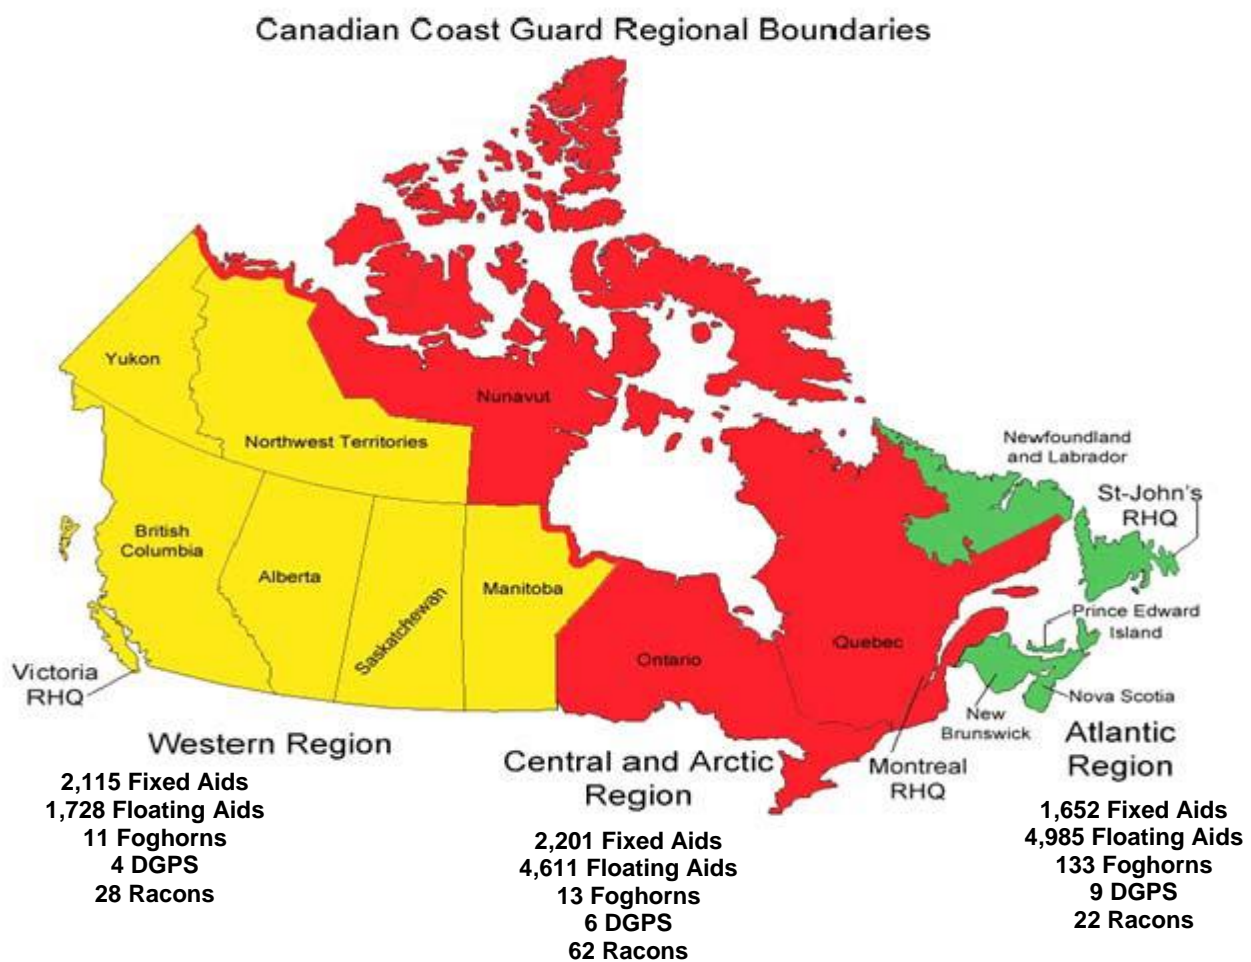 Canadian Coast Guard Regional Boundaries
Yukon
Nunavut
Northwest Territories
Newfoundland
and Labrador
St-John's
RHQ
British
Columbia
Alberta
Saskatchewan
Manitoba
Prince Edward
Island
Ontario
Quebec
Victoria
RHQ
Nova Scotia
New
Brunswick
Montreal
RHQ
Western Region
2,115 Fixed Aids
1,728 Floating Aids
11 Foghorns
4 DGPS
28 Racons
Central and Arctic
Region
2,201 Fixed Aids
4,611 Floating Aids
13 Foghorns
6 DGPS
62 Racons
Atlantic
Region
1,652 Fixed Aids
4,985 Floating Aids
133 Foghorns
9 DGPS
22 Racons